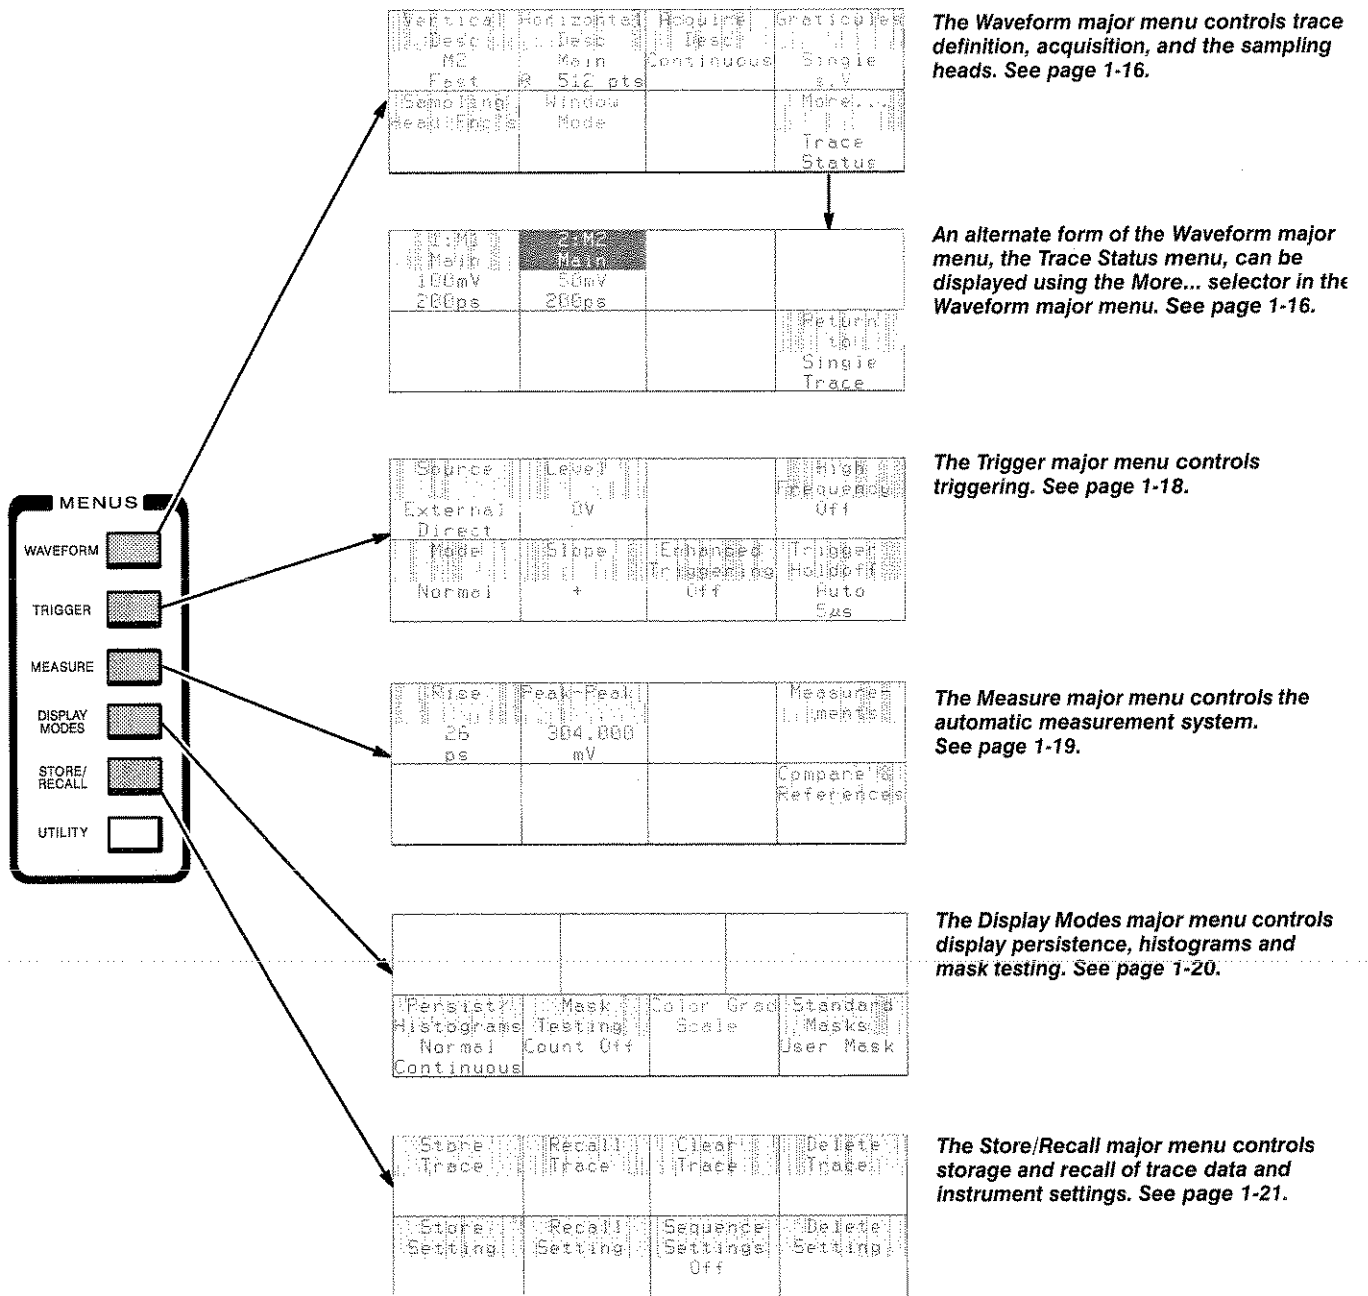 Vertical Desc M2 Fast
Horizontal Desc Main @ 512 pts
Acquire Desc Continuous
Graticules Single s,V
Sampling Head Fnc's
Window Mode
More... Trace Status
The Waveform major menu controls trace
definition, acquisition, and the sampling
heads. See page 1-16.
Main 100mV 200ps
2:M2 Main 50mV 200ps
Return to Single Trace
An alternate form of the Waveform major
menu, the Trace Status menu, can be
displayed using the More... selector in the
Waveform major menu. See page 1-16.
MENUS
WAVEFORM
TRIGGER
MEASURE
DISPLAY
MODES
STORE/
RECALL
UTILITY
Source External Direct
Level 0V
High Frequency Off
Mode Normal
Slope +
Enhanced Triggering Off
Trigger Holdoff Auto 5µs
The Trigger major menu controls
triggering. See page 1-18.
Rise 26 ps
Peak-Peak 304.000 mV
Measure-ments
Compare & References
The Measure major menu controls the
automatic measurement system.
See page 1-19.
Persist/ Histograms Normal Continuous
Mask Testing Count Off
Color Grad Scale
Standard Masks User Mask
The Display Modes major menu controls
display persistence, histograms and
mask testing. See page 1-20.
Store Trace
Recall Trace
Clear Trace
Delete Trace
Store Setting
Recall Setting
Sequence Settings Off
Delete Setting
The Store/Recall major menu controls
storage and recall of trace data and
instrument settings. See page 1-21.